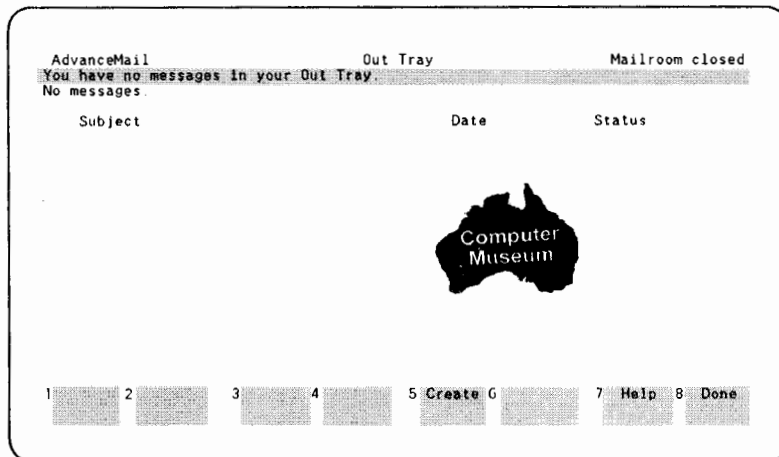 AdvanceMail Out Tray Mailroom closed
You have no messages in your Out Tray.
No messages.
Subject Date Status
Computer
Museum
1 2 3 4 5 Create 6 7 Help 8 Done